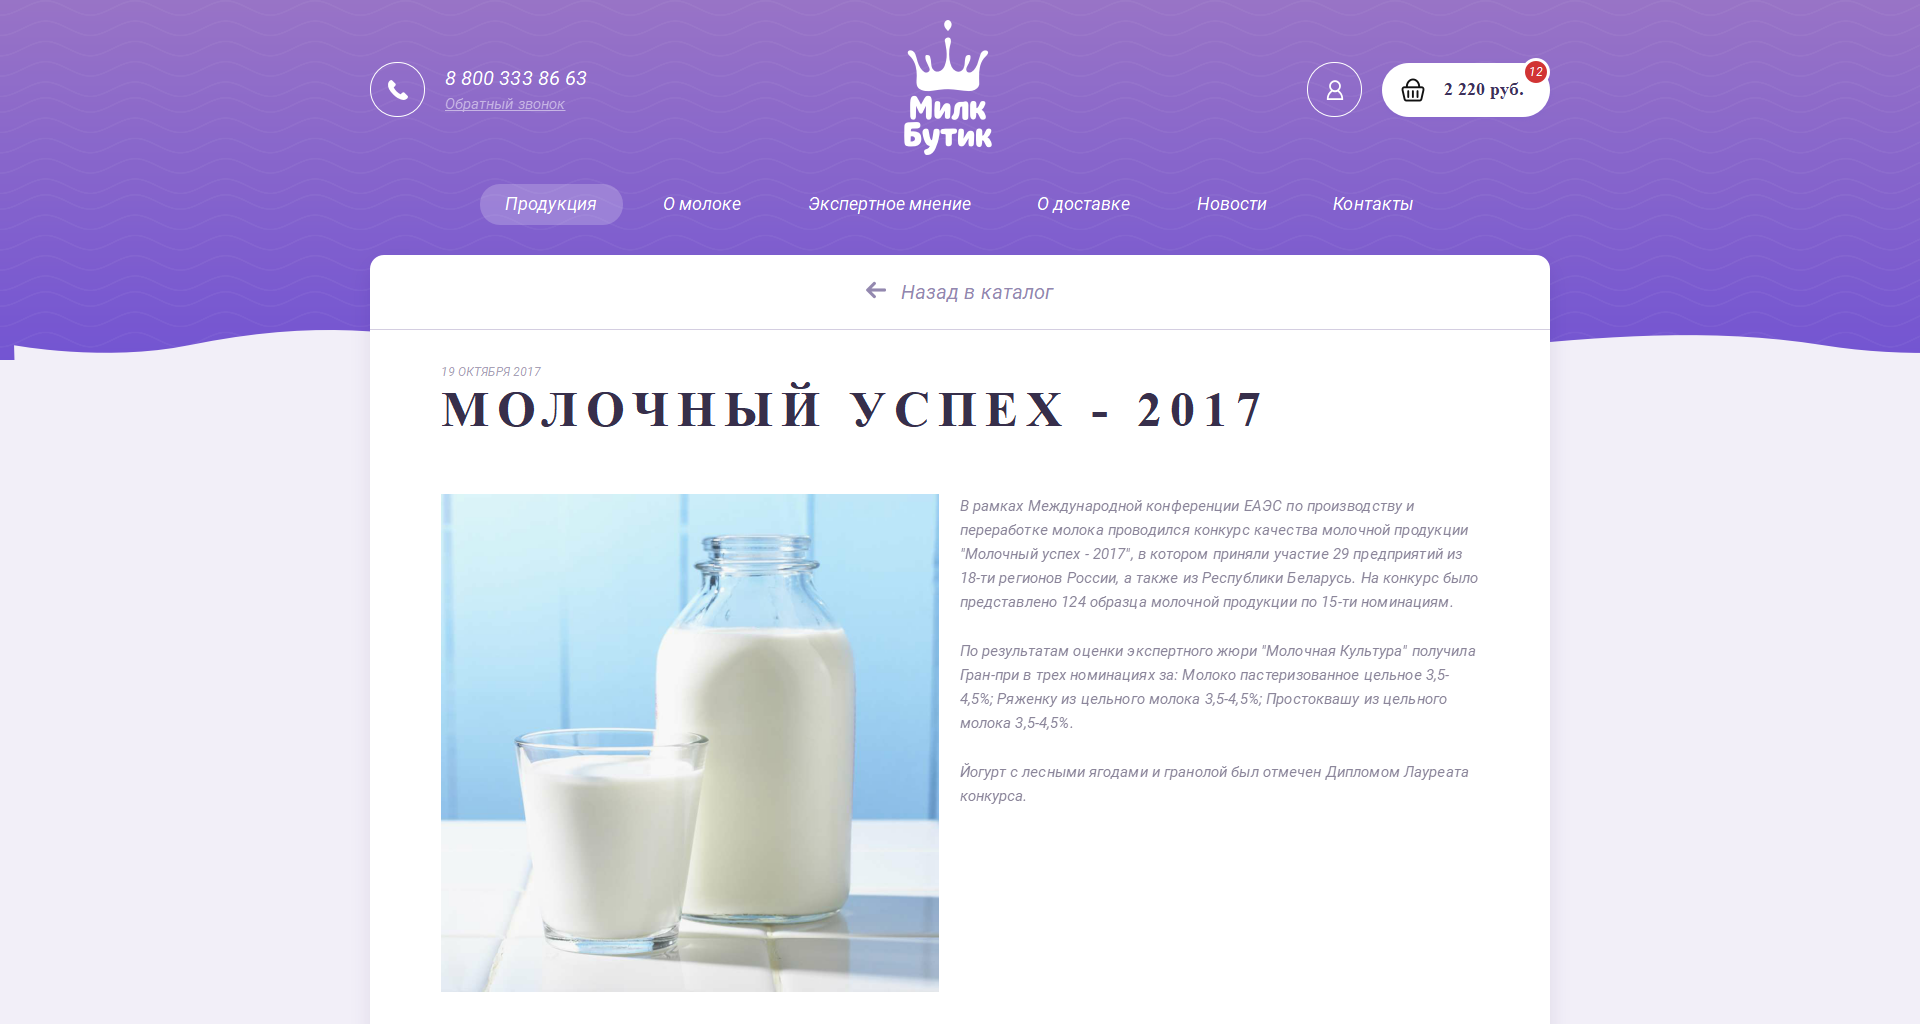 8 800 333 86 63
Обратный звонок
Милк
Бутик
12
2 220 руб.
Продукция
О молоке
Экспертное мнение
О доставке
Новости
Контакты
Назад в каталог
19 ОКТЯБРЯ 2017
МОЛОЧНЫЙ УСПЕХ - 2017
В рамках Международной конференции ЕАЭС по производству и
переработке молока проводился конкурс качества молочной продукции
"Молочный успех - 2017", в котором приняли участие 29 предприятий из
18-ти регионов России, а также из Республики Беларусь. На конкурс было
представлено 124 образца молочной продукции по 15-ти номинациям.
По результатам оценки экспертного жюри "Молочная Культура" получила
Гран-при в трех номинациях за: Молоко пастеризованное цельное 3,5-
4,5%; Ряженку из цельного молока 3,5-4,5%; Простоквашу из цельного
молока 3,5-4,5%.
Йогурт с лесными ягодами и гранолой был отмечен Дипломом Лауреата
конкурса.